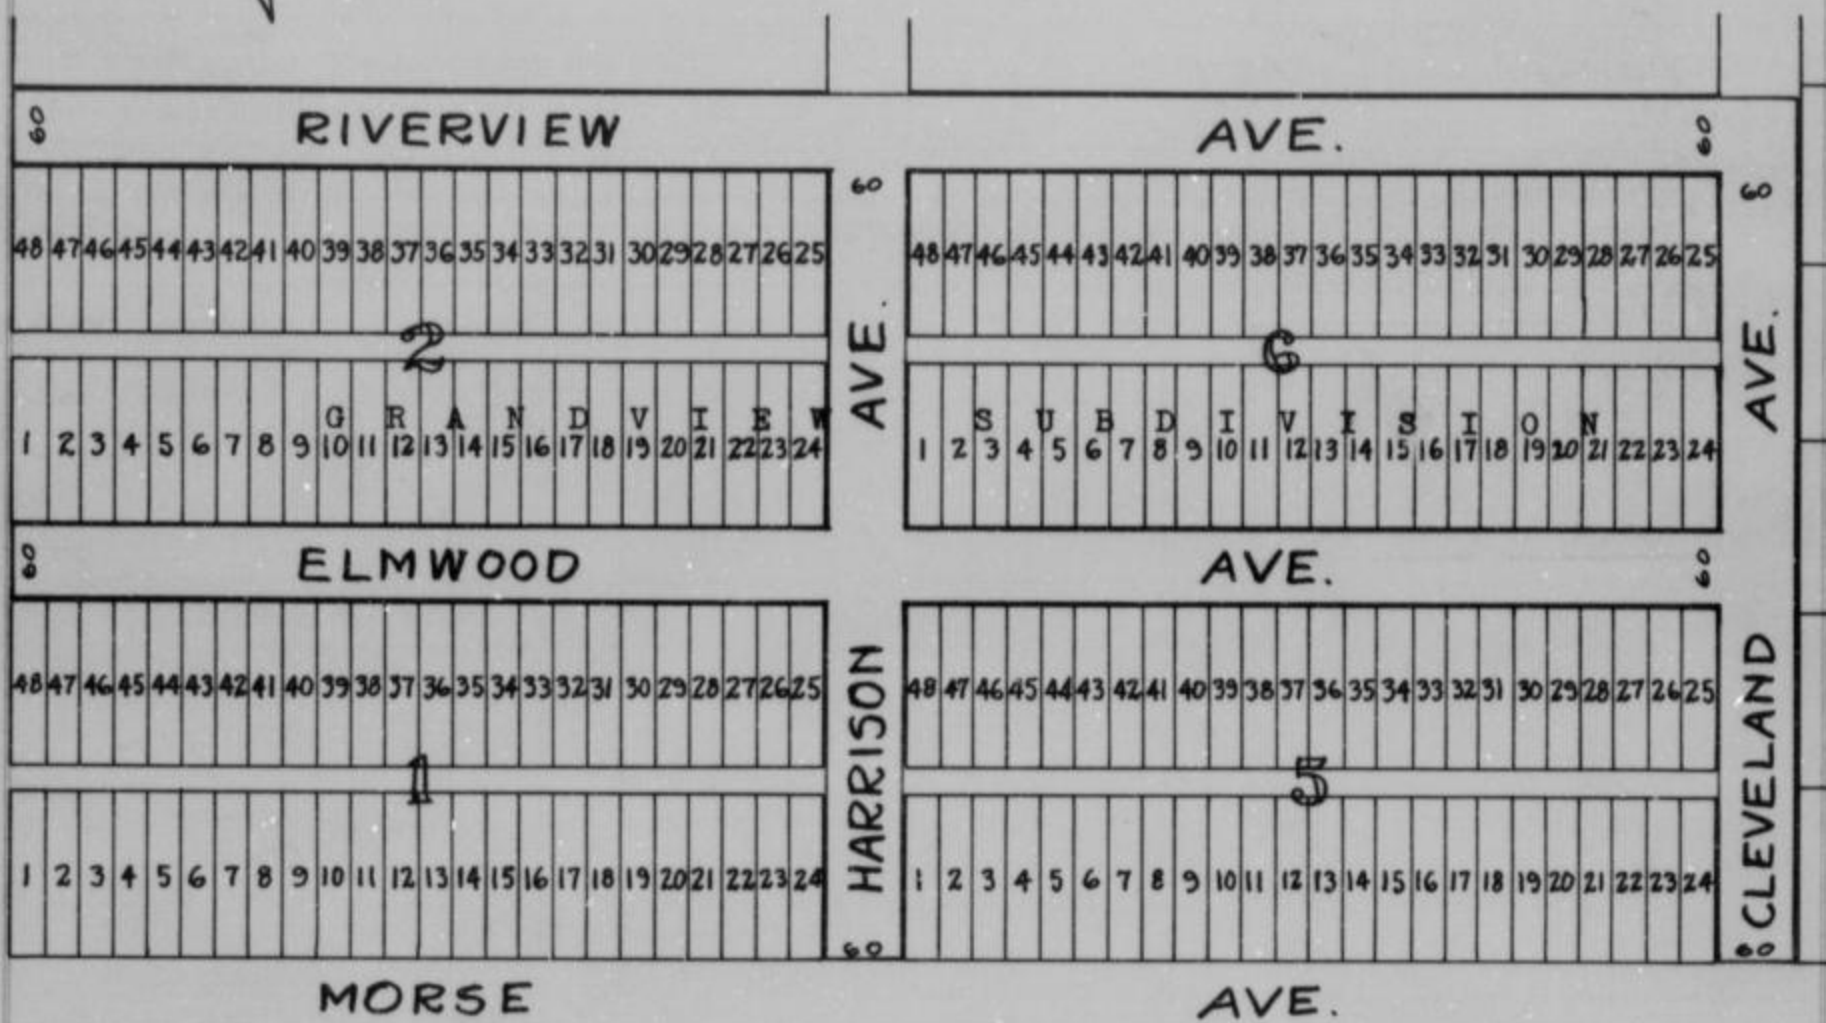 60 RIVERVIEW AVE. 60
60 60
48 47 46 45 44 43 42 41 40 39 38 37 36 35 34 33 32 31 30 29 28 27 26 25
48 47 46 45 44 43 42 41 40 39 38 37 36 35 34 33 32 31 30 29 28 27 26 25
2
6
GRANDVIEW SUBDIVISION
1 2 3 4 5 6 7 8 9 10 11 12 13 14 15 16 17 18 19 20 21 22 23 24
1 2 3 4 5 6 7 8 9 10 11 12 13 14 15 16 17 18 19 20 21 22 23 24
60 ELMWOOD AVE. 60
48 47 46 45 44 43 42 41 40 39 38 37 36 35 34 33 32 31 30 29 28 27 26 25
48 47 46 45 44 43 42 41 40 39 38 37 36 35 34 33 32 31 30 29 28 27 26 25
1
5
1 2 3 4 5 6 7 8 9 10 11 12 13 14 15 16 17 18 19 20 21 22 23 24
1 2 3 4 5 6 7 8 9 10 11 12 13 14 15 16 17 18 19 20 21 22 23 24
HARRISON AVE.
CLEVELAND AVE.
60 60
MORSE AVE.